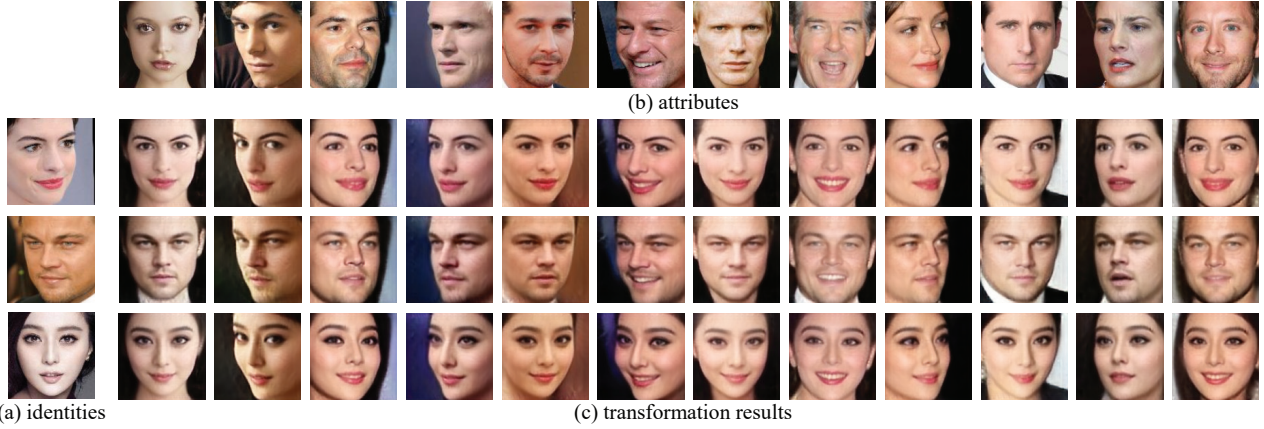 (b) attributes
(a) identities
(c) transformation results